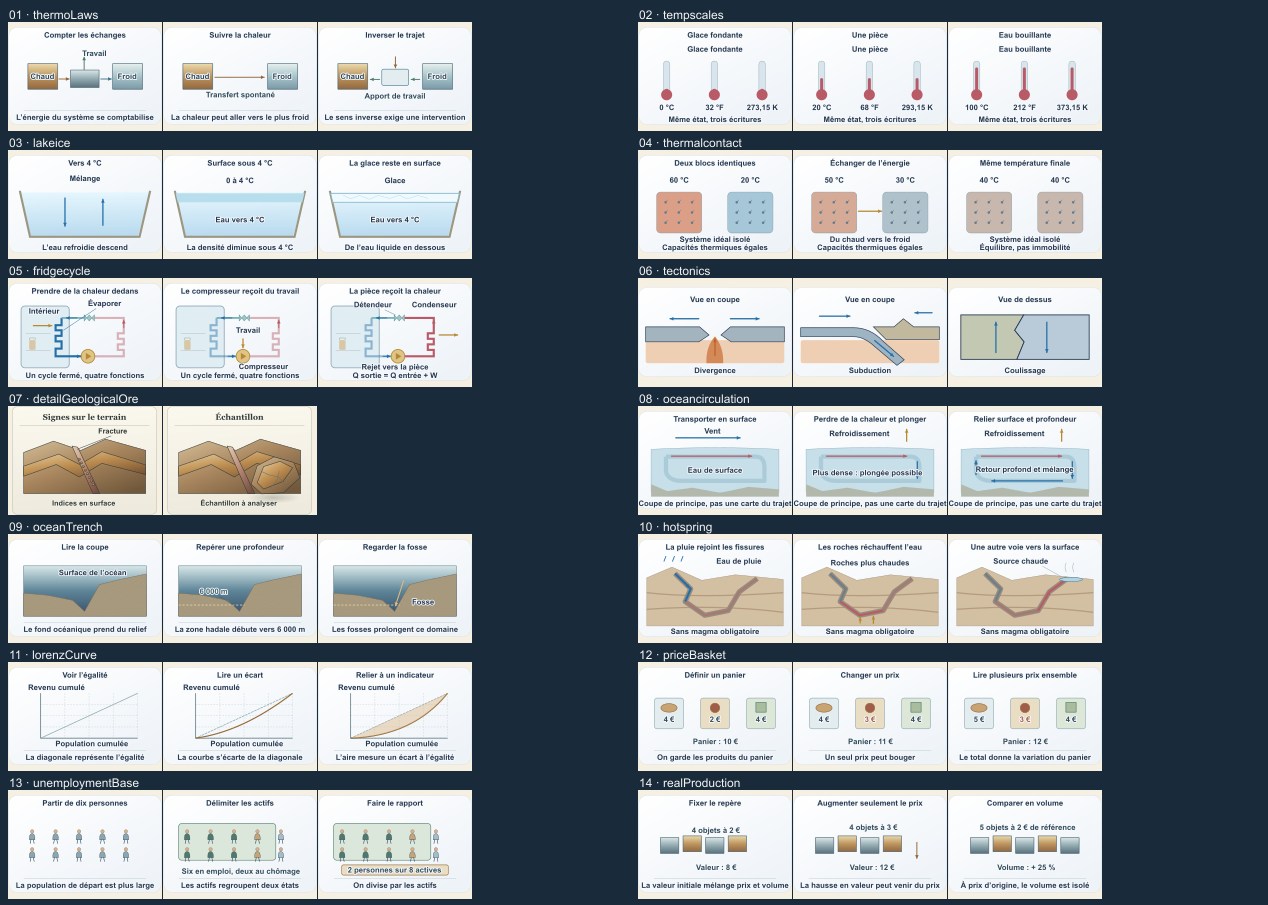 01 · thermoLaws
Compter les échanges
Travail
Chaud
Froid
L'énergie du système se comptabilise
Suivre la chaleur
Chaud
Froid
Transfert spontané
La chaleur peut aller vers le plus froid
Inverser le trajet
Chaud
Froid
Apport de travail
Le sens inverse exige une intervention
02 · tempscales
Glace fondante
Glace fondante
0 °C
32 °F
273,15 K
Même état, trois écritures
Une pièce
Une pièce
20 °C
68 °F
293,15 K
Même état, trois écritures
Eau bouillante
Eau bouillante
100 °C
212 °F
373,15 K
Même état, trois écritures
03 · lakeice
Vers 4 °C
Mélange
L'eau refroidie descend
Surface sous 4 °C
0 à 4 °C
Eau vers 4 °C
La densité diminue sous 4 °C
La glace reste en surface
Glace
Eau vers 4 °C
De l'eau liquide en dessous
04 · thermalcontact
Deux blocs identiques
60 °C
20 °C
Système idéal isolé
Capacités thermiques égales
Échanger de l'énergie
50 °C
30 °C
Du chaud vers le froid
Capacités thermiques égales
Même température finale
40 °C
40 °C
Système idéal isolé
Équilibre, pas immobilité
05 · fridgecycle
Prendre de la chaleur dedans
Évaporer
Intérieur
Un cycle fermé, quatre fonctions
Le compresseur reçoit du travail
Travail
Compresseur
Un cycle fermé, quatre fonctions
La pièce reçoit la chaleur
Détendeur
Condenseur
Rejet vers la pièce
Q sortie = Q entrée + W
06 · tectonics
Vue en coupe
Divergence
Vue en coupe
Subduction
Vue de dessus
Coulissage
07 · detailGeologicalOre
Signes sur le terrain
Fracture
Indices en surface
Échantillon
Échantillon à analyser
08 · oceancirculation
Transporter en surface
Vent
Eau de surface
Coupe de principe, pas une carte du trajet
Perdre de la chaleur et plonger
Refroidissement
Plus dense : plongée possible
Coupe de principe, pas une carte du trajet
Relier surface et profondeur
Refroidissement
Retour profond et mélange
Coupe de principe, pas une carte du trajet
09 · oceanTrench
Lire la coupe
Surface de l'océan
Le fond océanique prend du relief
Repérer une profondeur
6 000 m
La zone hadale débute vers 6 000 m
Regarder la fosse
Fosse
Les fosses prolongent ce domaine
10 · hotspring
La pluie rejoint les fissures
Eau de pluie
Sans magma obligatoire
Les roches réchauffent l'eau
Roches plus chaudes
Sans magma obligatoire
Une autre voie vers la surface
Source chaude
Sans magma obligatoire
11 · lorenzCurve
Voir l'égalité
Revenu cumulé
Population cumulée
La diagonale représente l'égalité
Lire un écart
Revenu cumulé
Population cumulée
La courbe s'écarte de la diagonale
Relier à un indicateur
Revenu cumulé
Population cumulée
L'aire mesure un écart à l'égalité
12 · priceBasket
Définir un panier
4 €
2 €
4 €
Panier : 10 €
On garde les produits du panier
Changer un prix
4 €
3 €
4 €
Panier : 11 €
Un seul prix peut bouger
Lire plusieurs prix ensemble
5 €
3 €
4 €
Panier : 12 €
Le total donne la variation du panier
13 · unemploymentBase
Partir de dix personnes
La population de départ est plus large
Délimiter les actifs
Six en emploi, deux au chômage
Les actifs regroupent deux états
Faire le rapport
2 personnes sur 8 actives
On divise par les actifs
14 · realProduction
Fixer le repère
4 objets à 2 €
Valeur : 8 €
La valeur initiale mélange prix et volume
Augmenter seulement le prix
4 objets à 3 €
Valeur : 12 €
La hausse en valeur peut venir du prix
Comparer en volume
5 objets à 2 € de référence
Volume : + 25 %
À prix d'origine, le volume est isolé